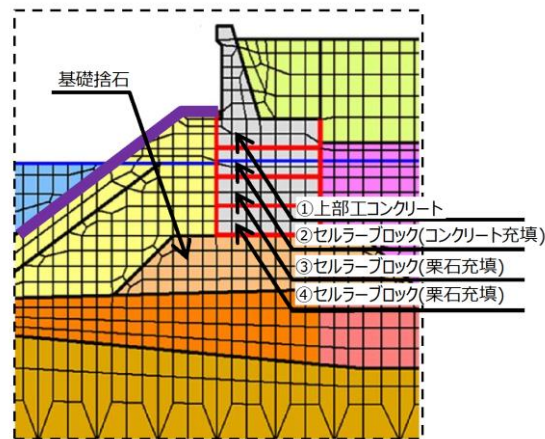 基礎捨石
①上部工コンクリート
②セルラーブロック(コンクリート充填)
③セルラーブロック(栗石充填)
④セルラーブロック(栗石充填)